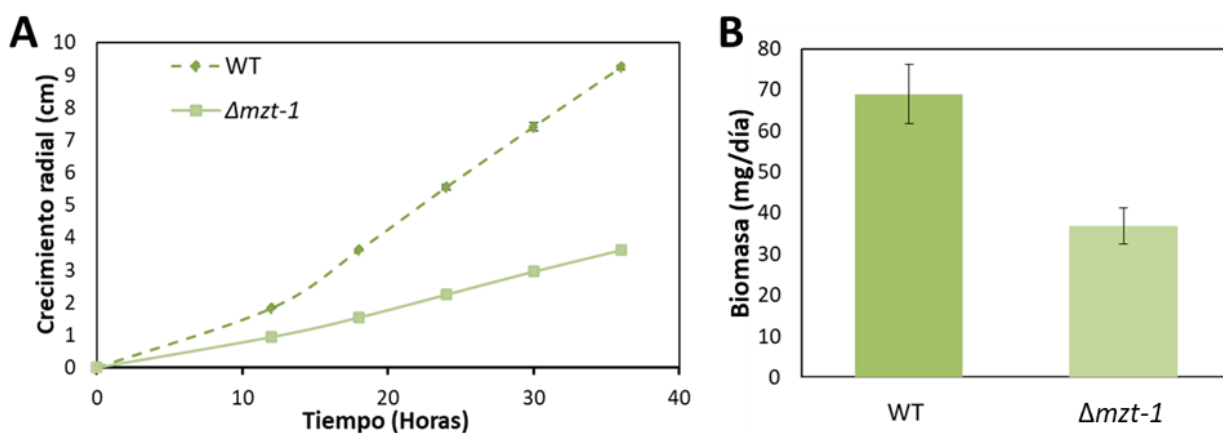 A
Crecimiento radial (cm)
10
9
8
7
6
5
4
3
2
1
0
WT
Δmzt-1
0 10 20 30 40
Tiempo (Horas)
B
Biomasa (mg/día)
80
70
60
50
40
30
20
10
0
WT Δmzt-1